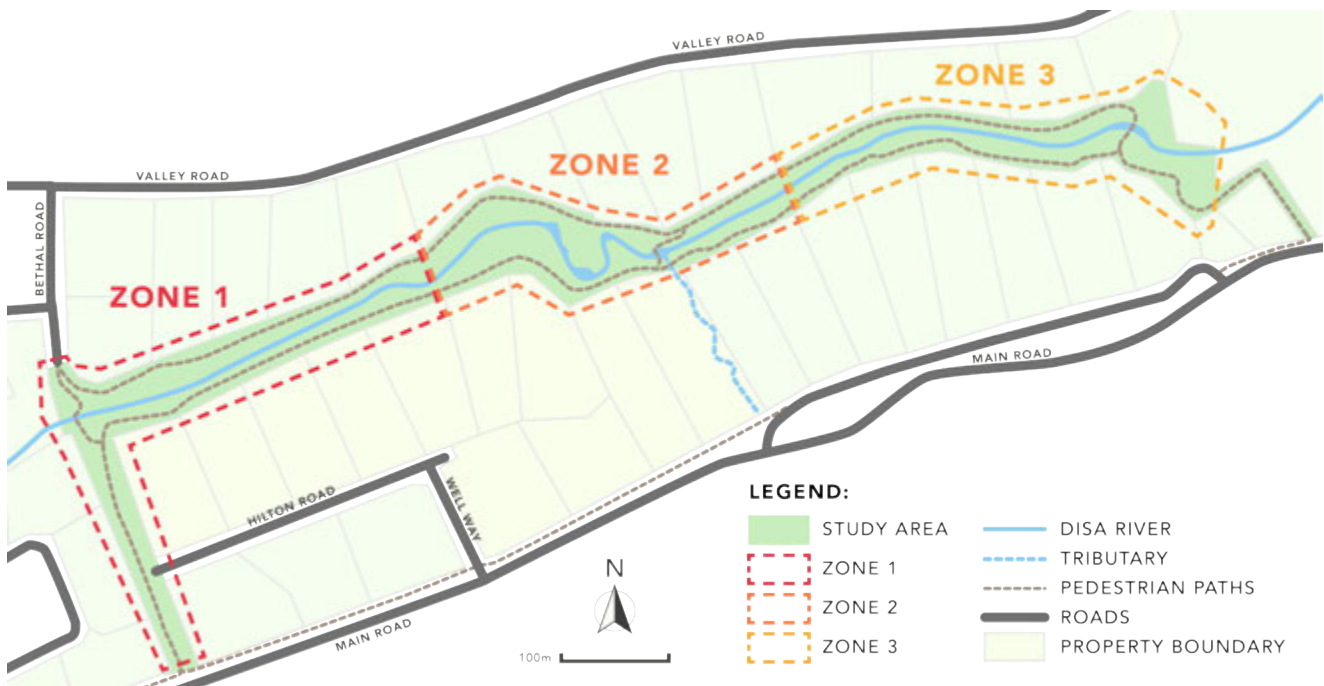 VALLEY ROAD
ZONE 3
ZONE 2
VALLEY ROAD
BETHAL ROAD
ZONE 1
MAIN ROAD
HILTON ROAD
WELL WAY
MAIN ROAD
N
100m
LEGEND:
STUDY AREA
ZONE 1
ZONE 2
ZONE 3
DISA RIVER
TRIBUTARY
PEDESTRIAN PATHS
ROADS
PROPERTY BOUNDARY